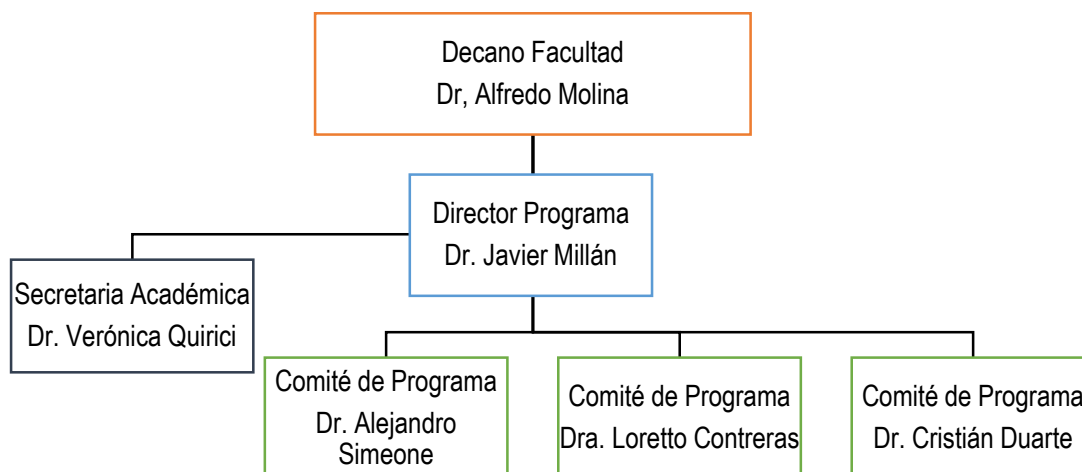 Decano Facultad
Dr, Alfredo Molina
Director Programa
Dr. Javier Millán
Secretaria Académica
Dr. Verónica Quirici
Comité de Programa
Dr. Alejandro
Simeone
Comité de Programa
Dra. Loretto Contreras
Comité de Programa
Dr. Cristián Duarte